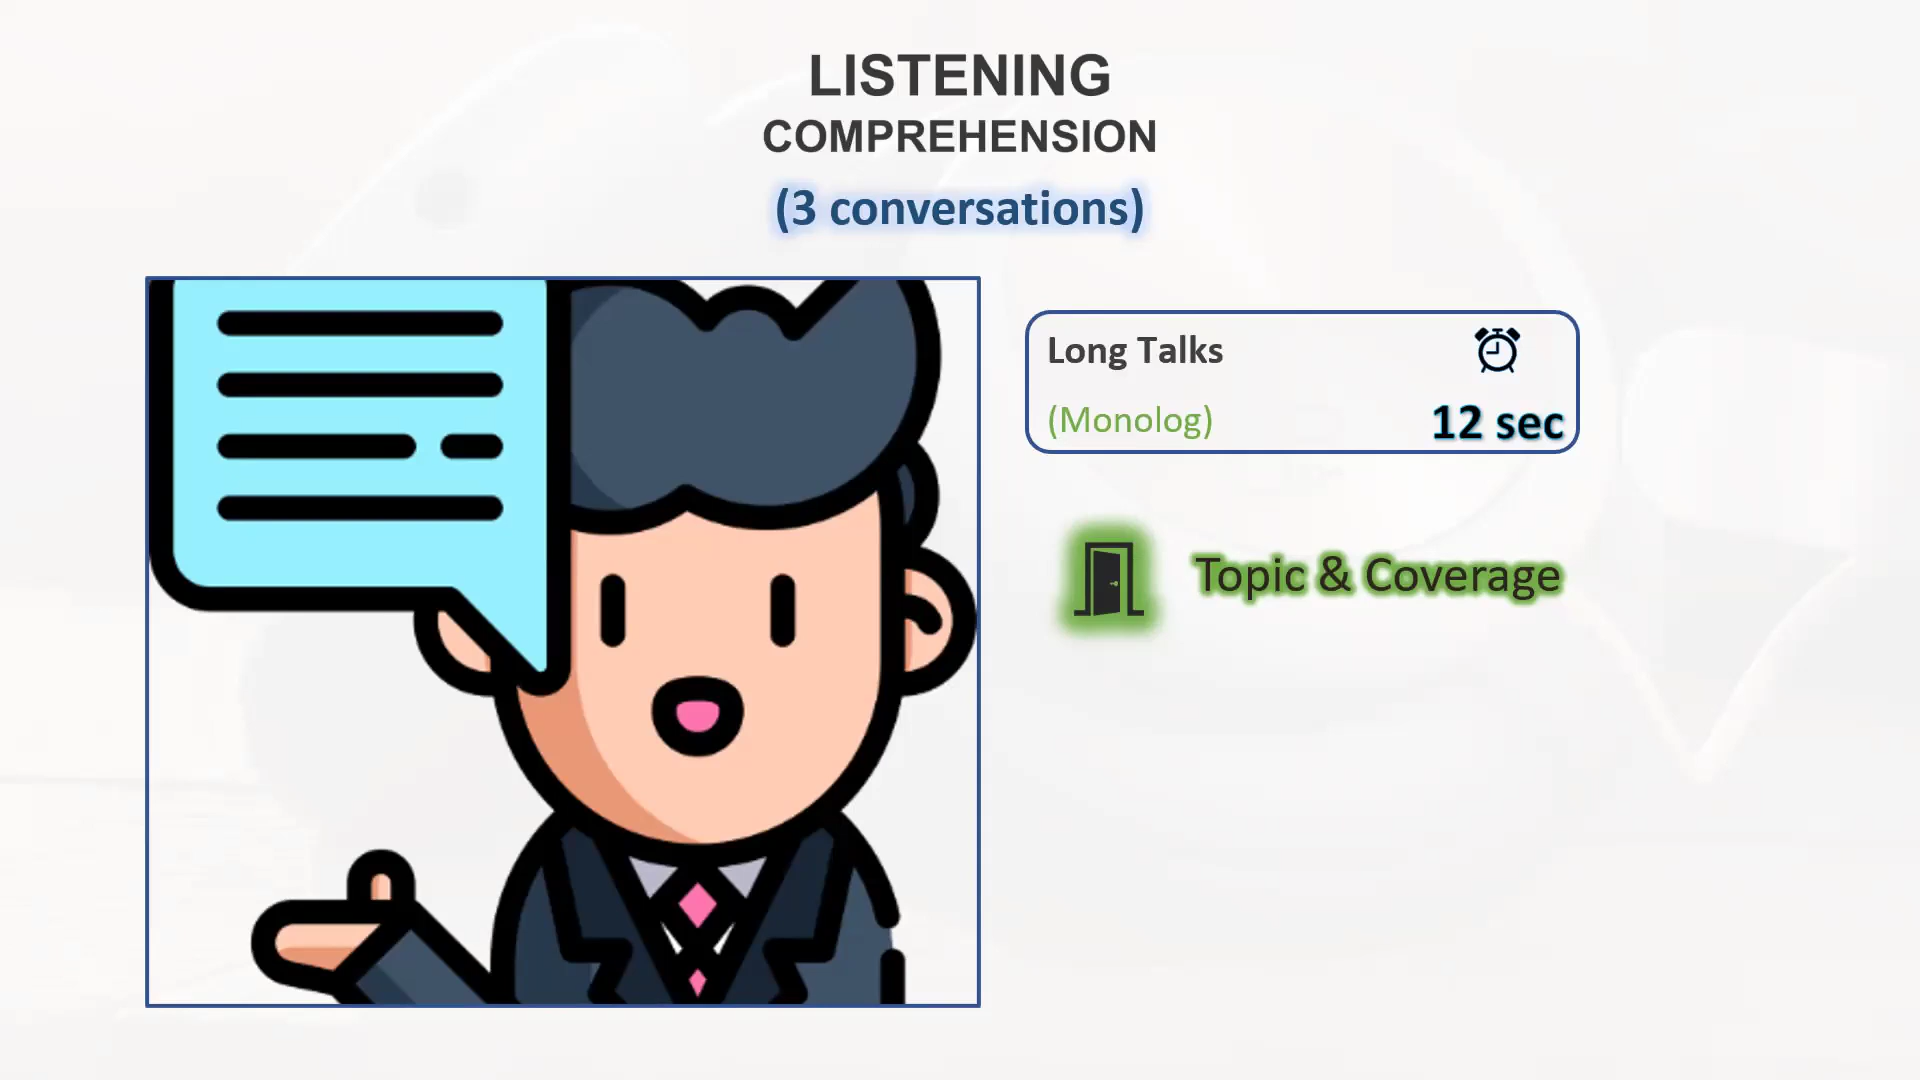 LISTENING
COMPREHENSION
(3 conversations)
Long Talks
(Monolog)
12 sec
Topic & Coverage